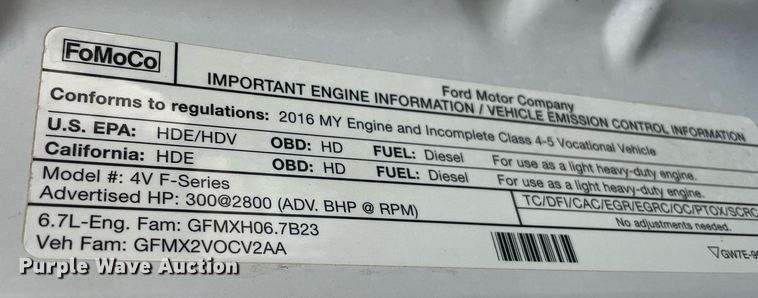 FoMoCo
Ford Motor Company
IMPORTANT ENGINE INFORMATION / VEHICLE EMISSION CONTROL INFORMATION
Conforms to regulations: 2016 MY Engine and Incomplete Class 4-5 Vocational Vehicle
U.S. EPA: HDE/HDV OBD: HD FUEL: Diesel For use as a light heavy-duty engine.
California: HDE OBD: HD FUEL: Diesel For use as a light heavy-duty engine.
Model #: 4V F-Series
Advertised HP: 300@2800 (ADV. BHP @ RPM)
TC/DFI/CAC/EGR/EGRC/OC/PTOX/SCRC
No adjustments needed.
6.7L-Eng. Fam: GFMXH06.7B23
Veh Fam: GFMX2VOCV2AA
GW7E-9
Purple Wave Auction